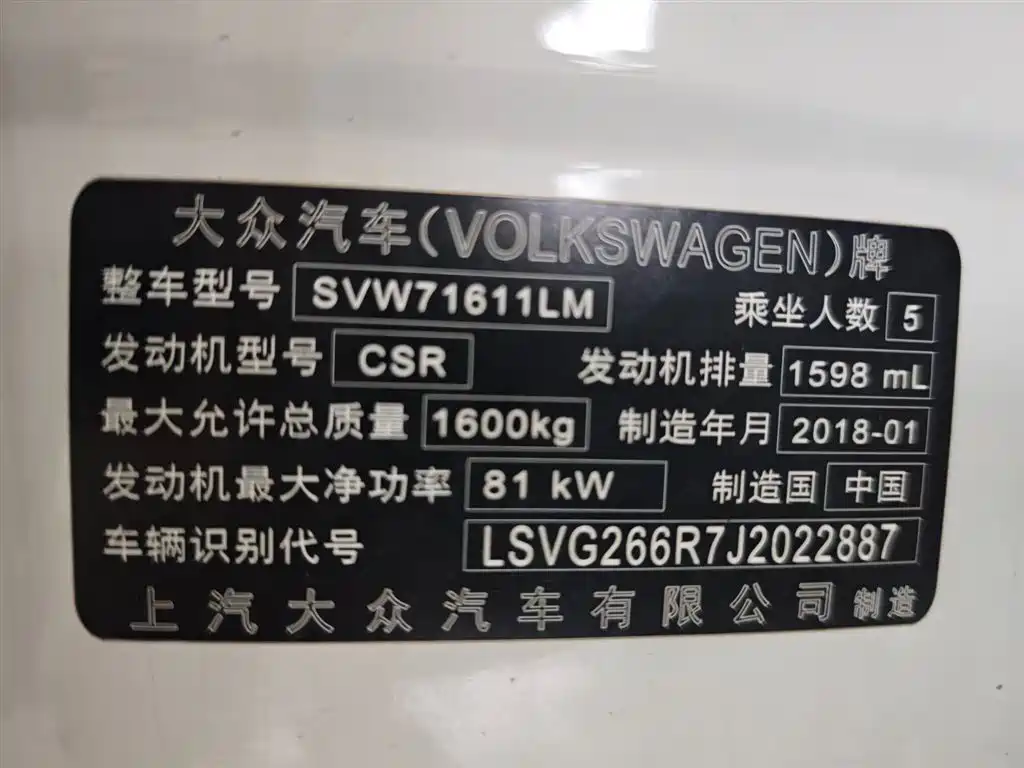 大众汽车(VOLKSWAGEN)牌
整车型号 SVW71611LM 乘坐人数 5
发动机型号 CSR 发动机排量 1598 mL
最大允许总质量 1600kg 制造年月 2018-01
发动机最大净功率 81 kW 制造国 中国
车辆识别代号 LSVG266R7J2022887
上汽大众汽车有限公司 制造